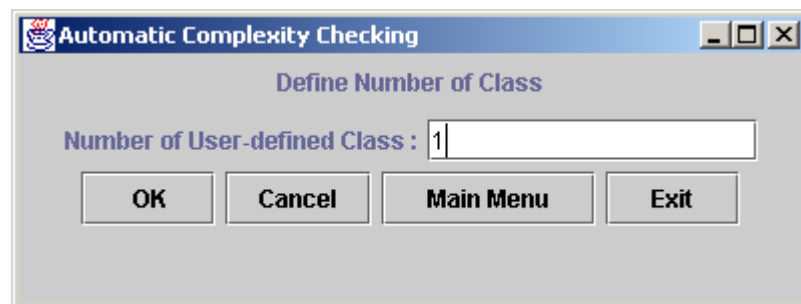 Automatic Complexity Checking
Define Number of Class
Number of User-defined Class : 1
OK Cancel Main Menu Exit